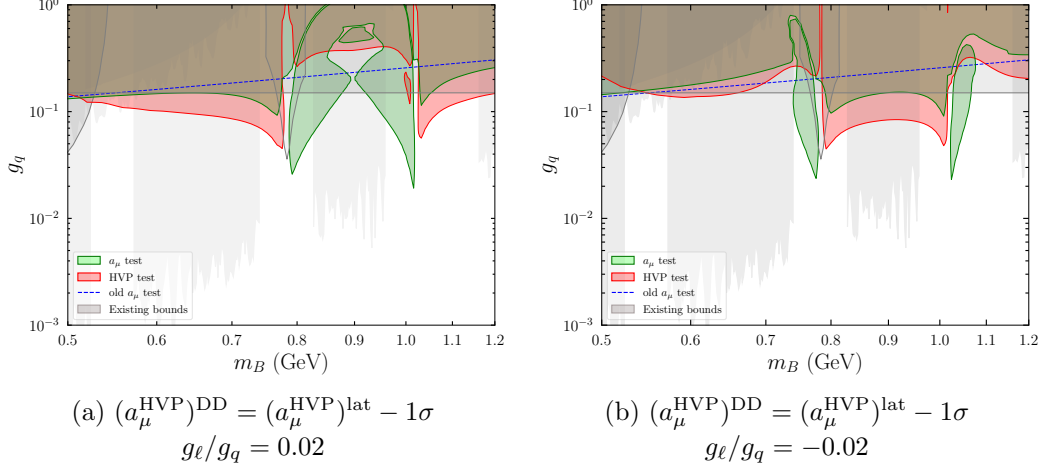 10⁰
10⁻¹
10⁻²
10⁻³
g_q
a_μ test
HVP test
old a_μ test
Existing bounds
0.5 0.6 0.7 0.8 0.9 1.0 1.1 1.2
m_B (GeV)
(a) (a_μ^HVP)^DD = (a_μ^HVP)^lat − 1σ
g_ℓ/g_q = 0.02
10⁰
10⁻¹
10⁻²
10⁻³
g_q
a_μ test
HVP test
old a_μ test
Existing bounds
0.5 0.6 0.7 0.8 0.9 1.0 1.1 1.2
m_B (GeV)
(b) (a_μ^HVP)^DD = (a_μ^HVP)^lat − 1σ
g_ℓ/g_q = −0.02